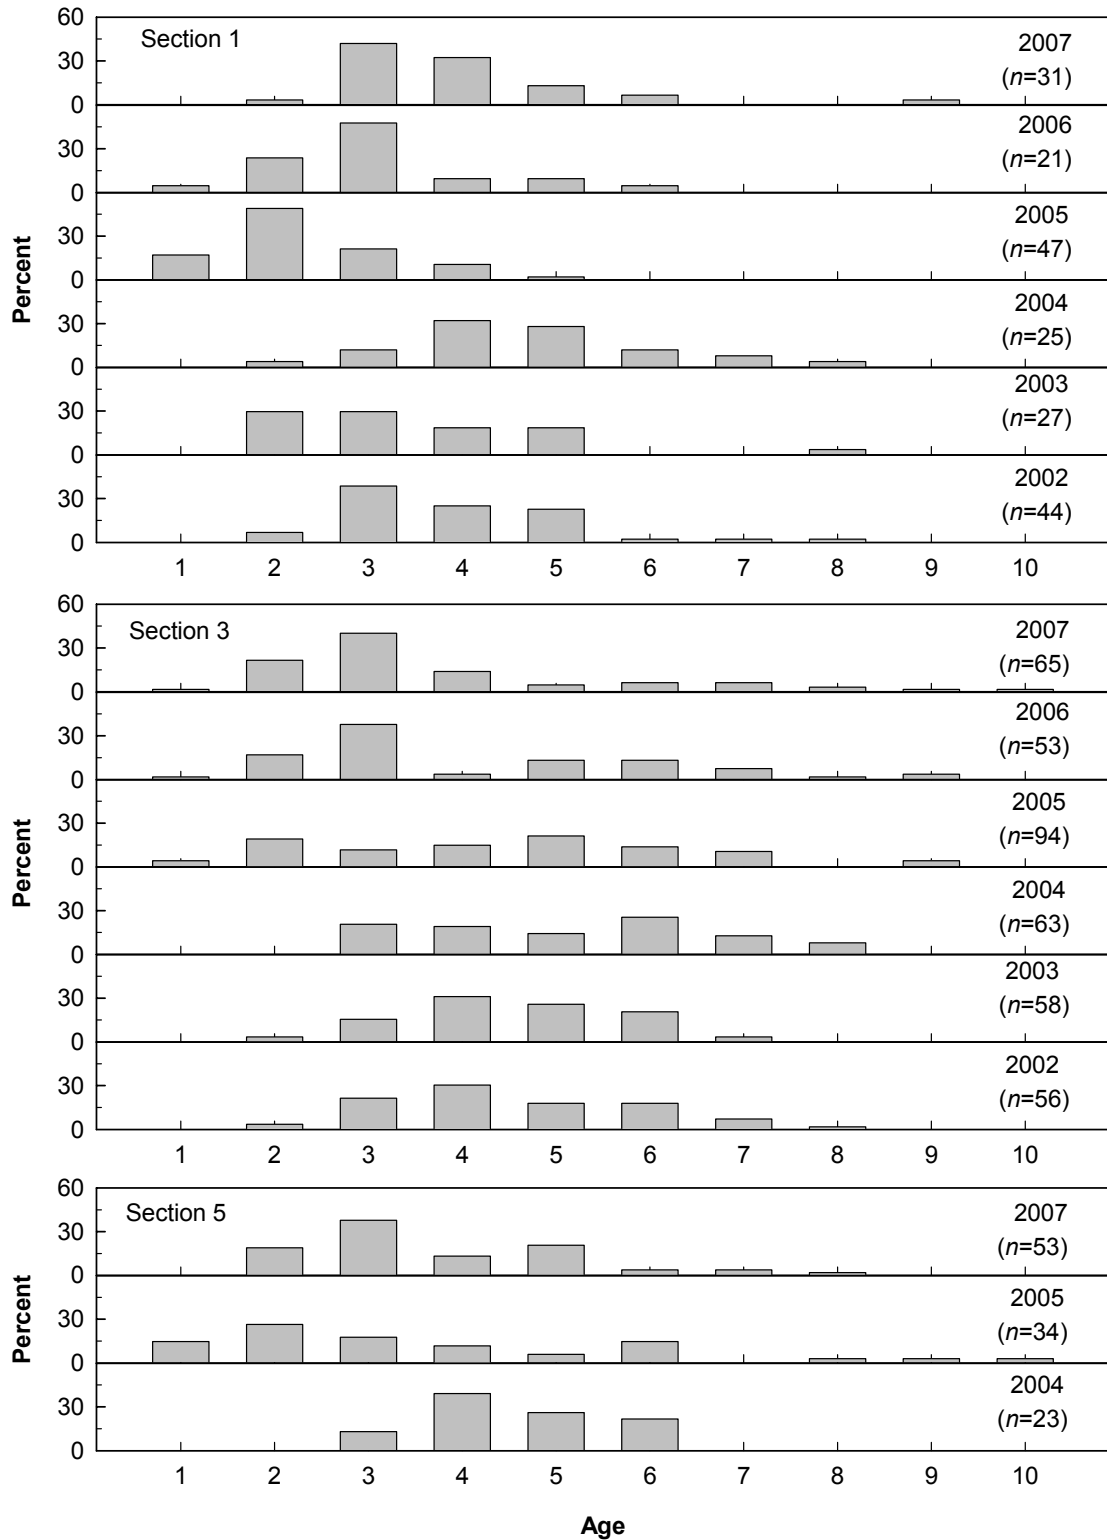 60
Section 1
2007
30
(n=31)
0
2006
30
(n=21)
0
2005
30
(n=47)
0
2004
30
(n=25)
0
2003
30
(n=27)
0
2002
30
(n=44)
0
Percent
1 2 3 4 5 6 7 8 9 10
60
Section 3
2007
30
(n=65)
0
2006
30
(n=53)
0
2005
30
(n=94)
0
2004
30
(n=63)
0
2003
30
(n=58)
0
2002
30
(n=56)
0
Percent
1 2 3 4 5 6 7 8 9 10
60
Section 5
2007
30
(n=53)
0
2005
30
(n=34)
0
2004
30
(n=23)
0
Percent
1 2 3 4 5 6 7 8 9 10
Age